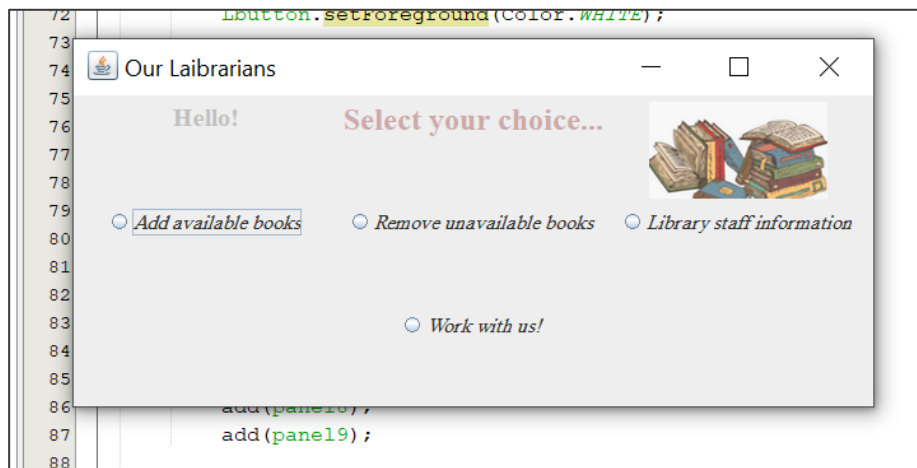 72 Lbutton.setForeground(Color.WHITE);
73
74
75
76
77
78
79
80
81
82
83
84
85
86
87 add(panel9);
88
Our Laibrarians
Hello! Select your choice...
Add available books Remove unavailable books Library staff information
Work with us!